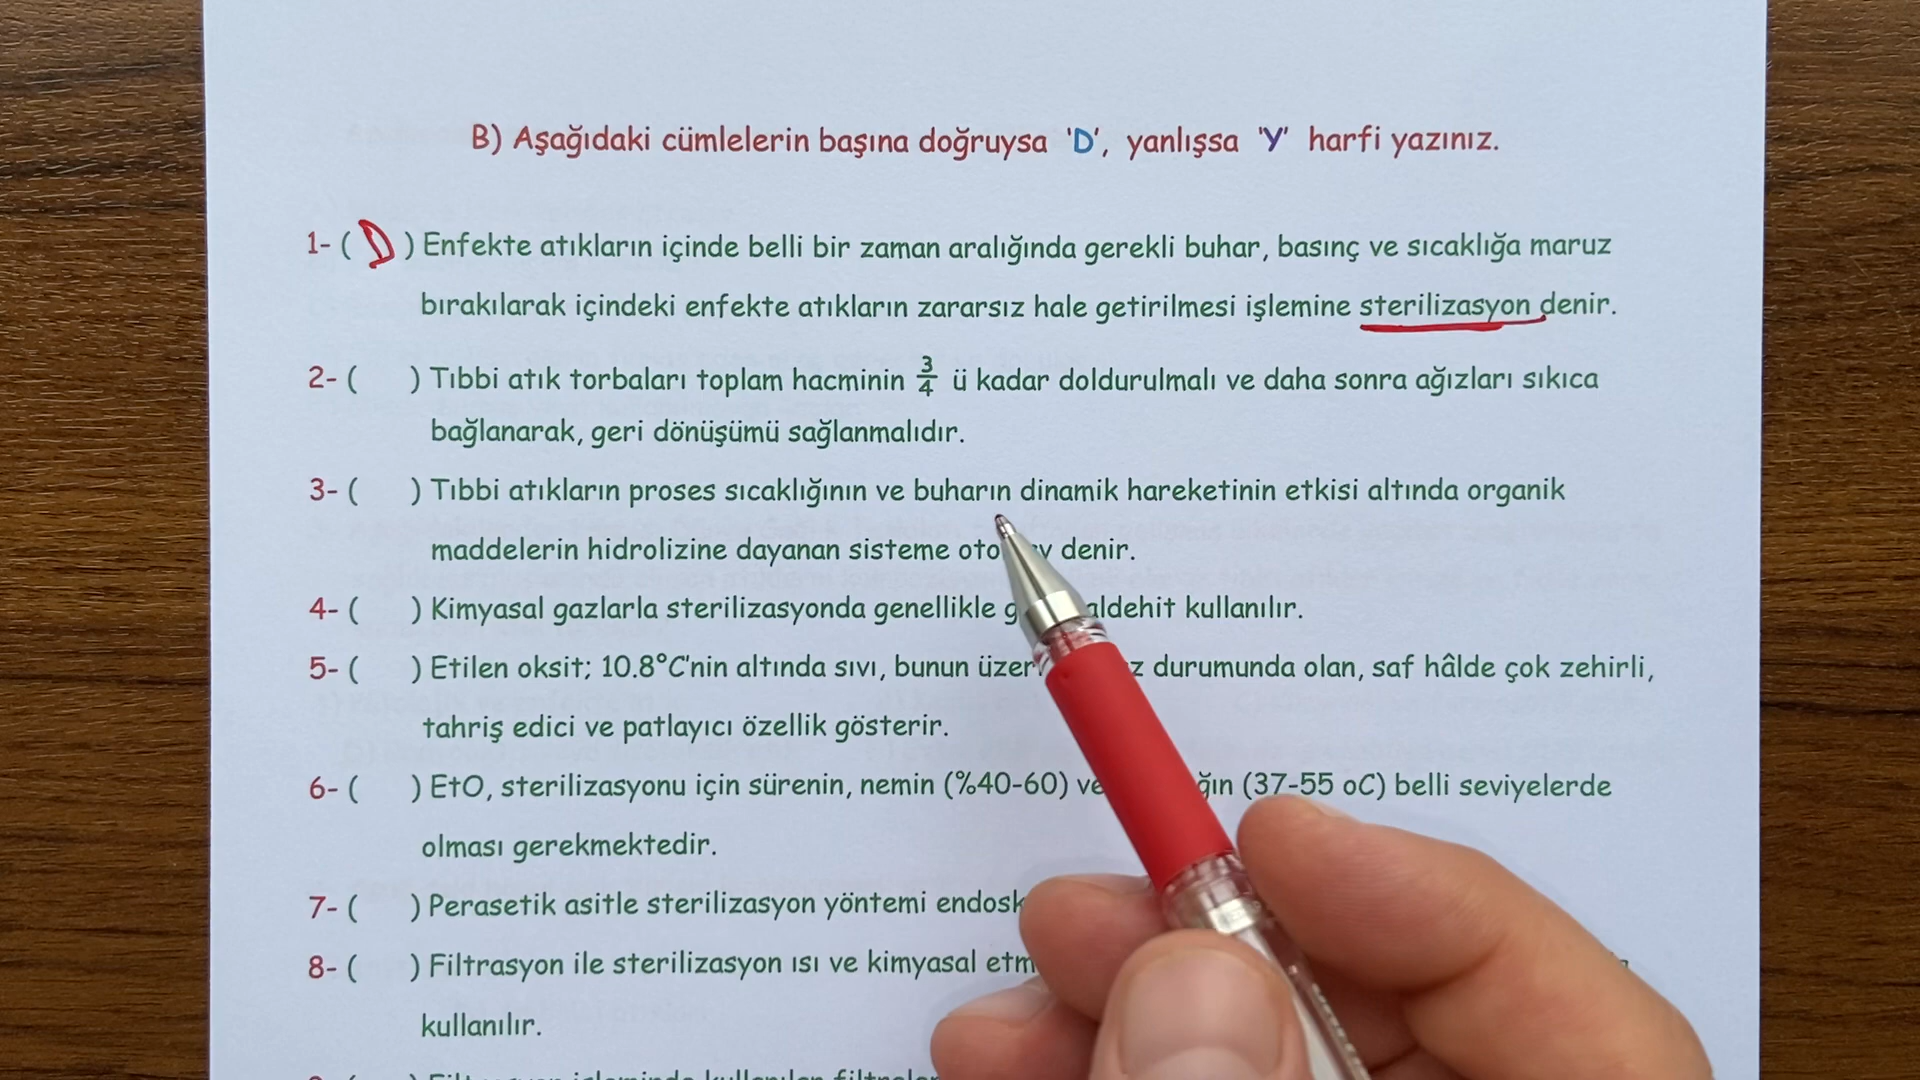 B) Aşağıdaki cümlelerin başına doğruysa 'D', yanlışsa 'Y' harfi yazınız.
1- ( D ) Enfekte atıkların içinde belli bir zaman aralığında gerekli buhar, basınç ve sıcaklığa maruz
bırakılarak içindeki enfekte atıkların zararsız hale getirilmesi işlemine sterilizasyon denir.
2- ( ) Tıbbi atık torbaları toplam hacminin 3/4 ü kadar doldurulmalı ve daha sonra ağızları sıkıca
bağlanarak, geri dönüşümü sağlanmalıdır.
3- ( ) Tıbbi atıkların proses sıcaklığının ve buharın dinamik hareketinin etkisi altında organik
maddelerin hidrolizine dayanan sisteme denir.
4- ( ) Kimyasal gazlarla sterilizasyonda genellikle kullanılır.
5- ( ) Etilen oksit; 10.8°C'nin altında sıvı, bunun durumunda olan, saf hâlde çok zehirli,
tahriş edici ve patlayıcı özellik gösterir.
6- ( ) EtO, sterilizasyonu için sürenin, nemin (%40-60) ve (37-55 oC) belli seviyelerde
olması gerekmektedir.
7- ( ) Perasetik asitle sterilizasyon yöntemi
8- ( ) Filtrasyon ile sterilizasyon ısı ve kimyasal
kullanılır.